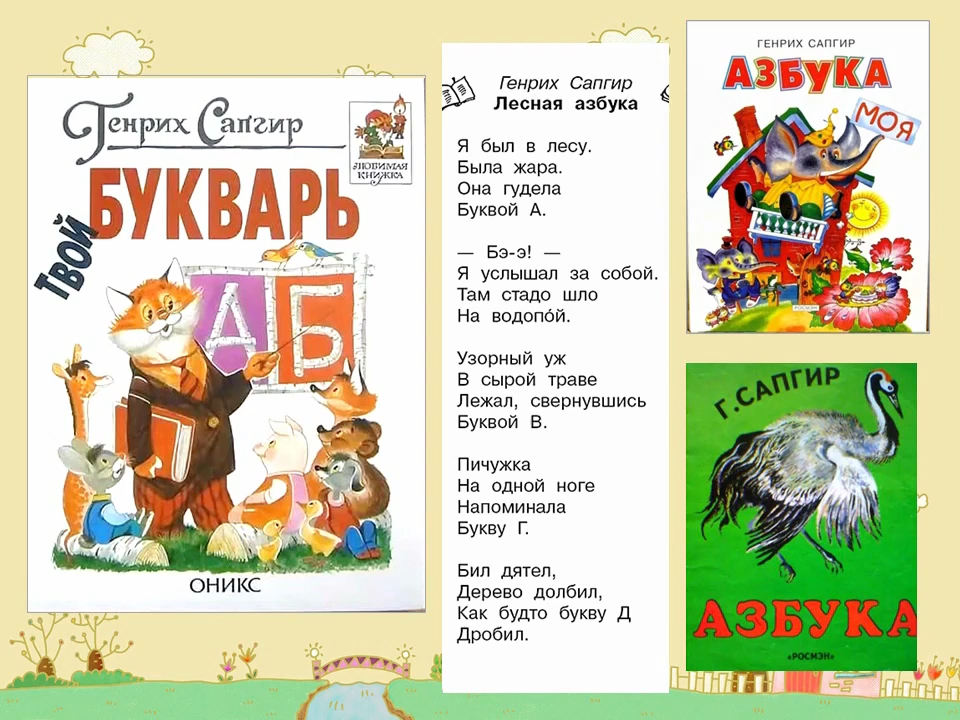 Генрих Сапгир
ЛЮБИМАЯ
КНИЖКА
ТВОЙ
БУКВАРЬ
А Б
ОНИКС
Генрих Сапгир
Лесная азбука
Я был в лесу.
Была жара.
Она гудела
Буквой А.
— Бэ-э! —
Я услышал за собой.
Там стадо шло
На водопо́й.
Узорный уж
В сырой траве
Лежал, свернувшись
Буквой В.
Пичужка
На одной ноге
Напоминала
Букву Г.
Бил дятел,
Дерево долбил,
Как будто букву Д
Дробил.
ГЕНРИХ САПГИР
АЗБУКА
МОЯ
РОСМЭН
Г. САПГИР
АЗБУКА
«РОСМЭН»